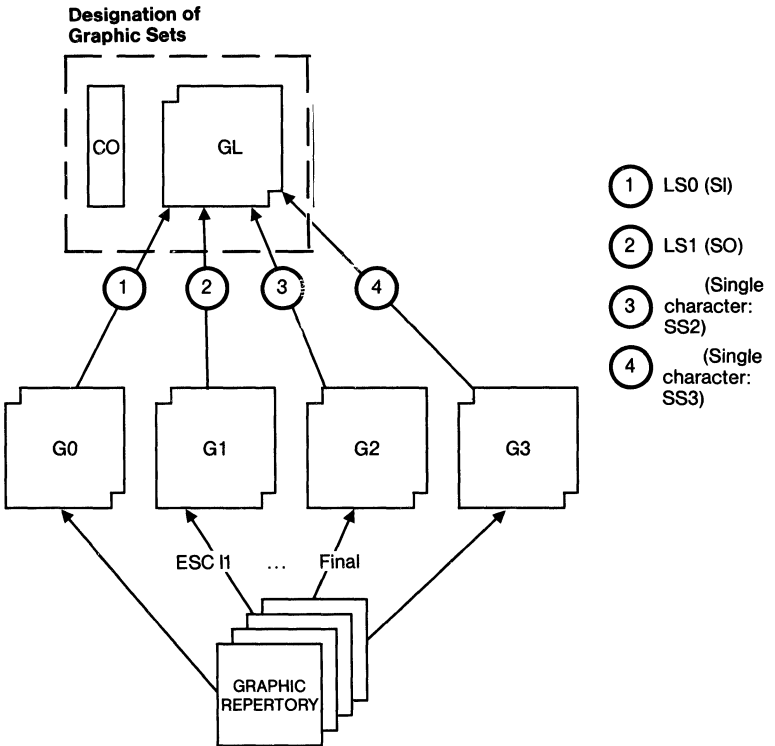 Designation of
Graphic Sets
CO
GL
1 LS0 (SI)
2 LS1 (SO)
3 (Single
character:
SS2)
4 (Single
character:
SS3)
1
2
3
4
G0
G1
G2
G3
ESC I1 ... Final
GRAPHIC
REPERTORY